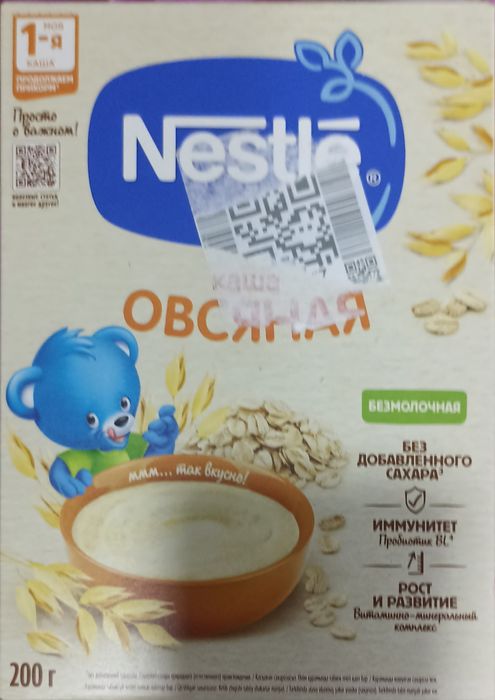 МОЯ
1-я
КАША
ПРОДОЛЖАЕМ
ПРИКОРМ*
Просто
о важном!
Nestlé
®
каша
ОВСЯНАЯ
БЕЗМОЛОЧНАЯ
БЕЗ
ДОБАВЛЕННОГО
САХАРА³
ИММУНИТЕТ
Пробиотик BL*
РОСТ
И РАЗВИТИЕ
Витаминно-минеральный
комплекс
ммм... так вкусно!
200 г